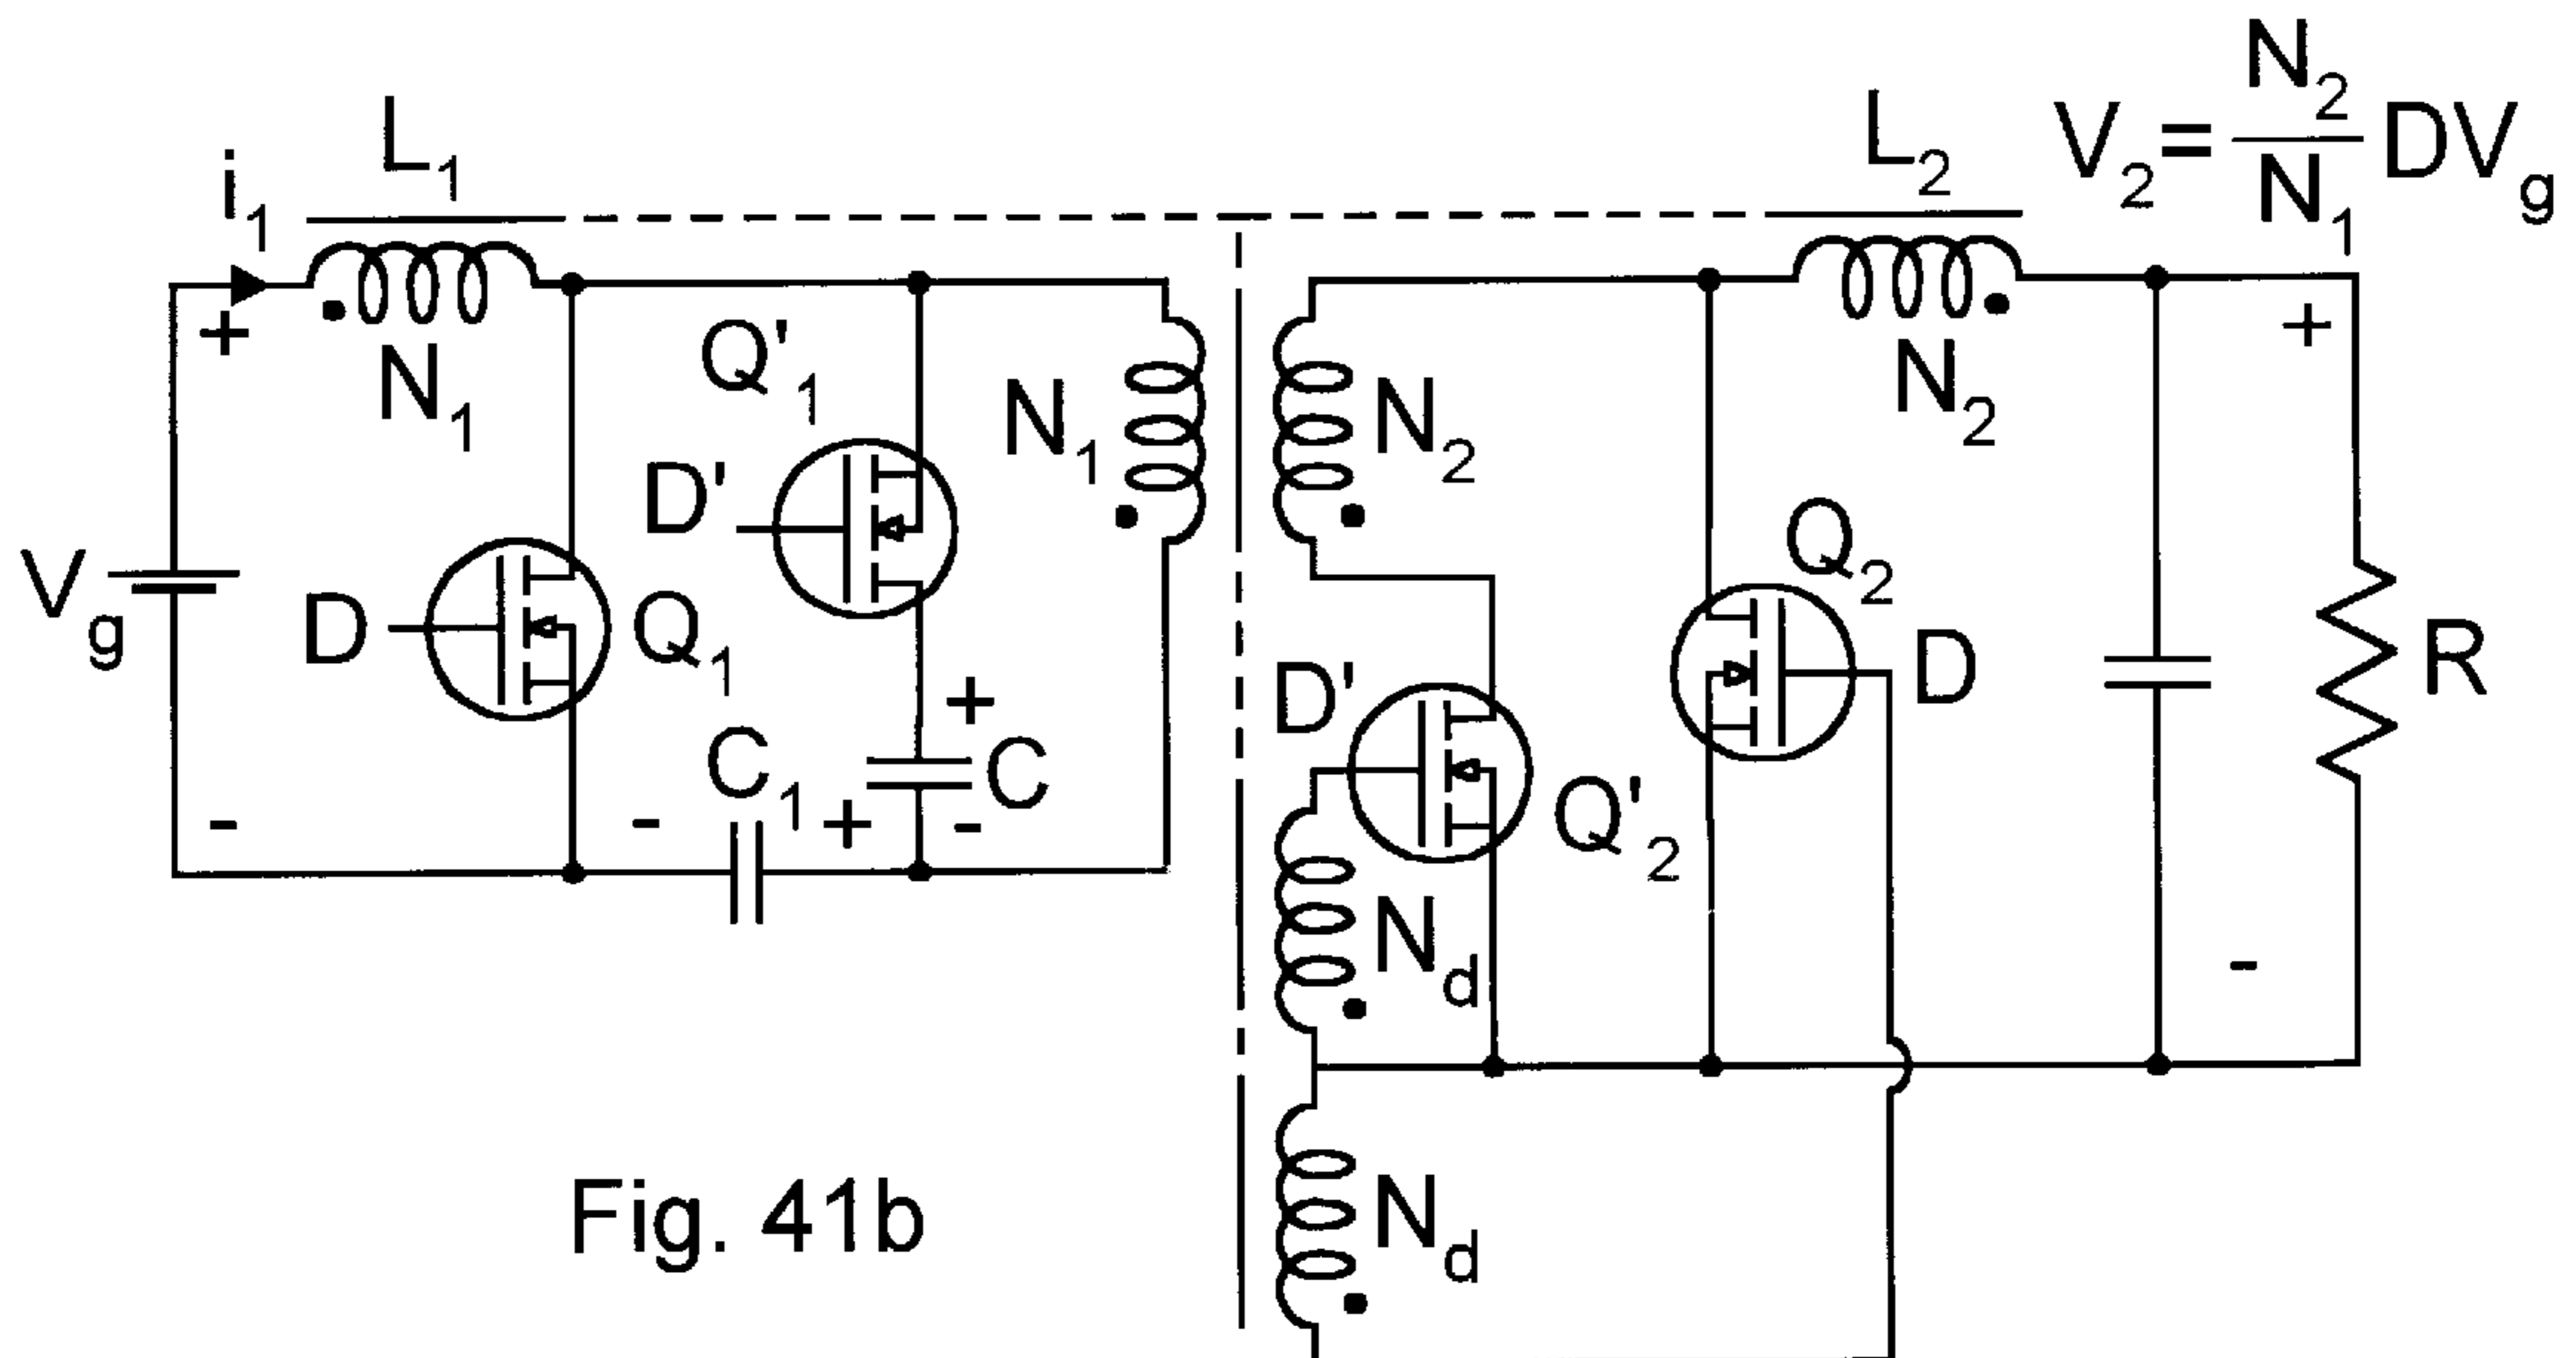 L1
i1
N1
+
Vg
-
D
Q1
Q'1
D'
N1
C1
-
+
+
C
-
N2
D'
Q'2
Nd
Nd
L2
N2
V2=N2/N1 DVg
Q2
D
+
R
-
Fig. 41b